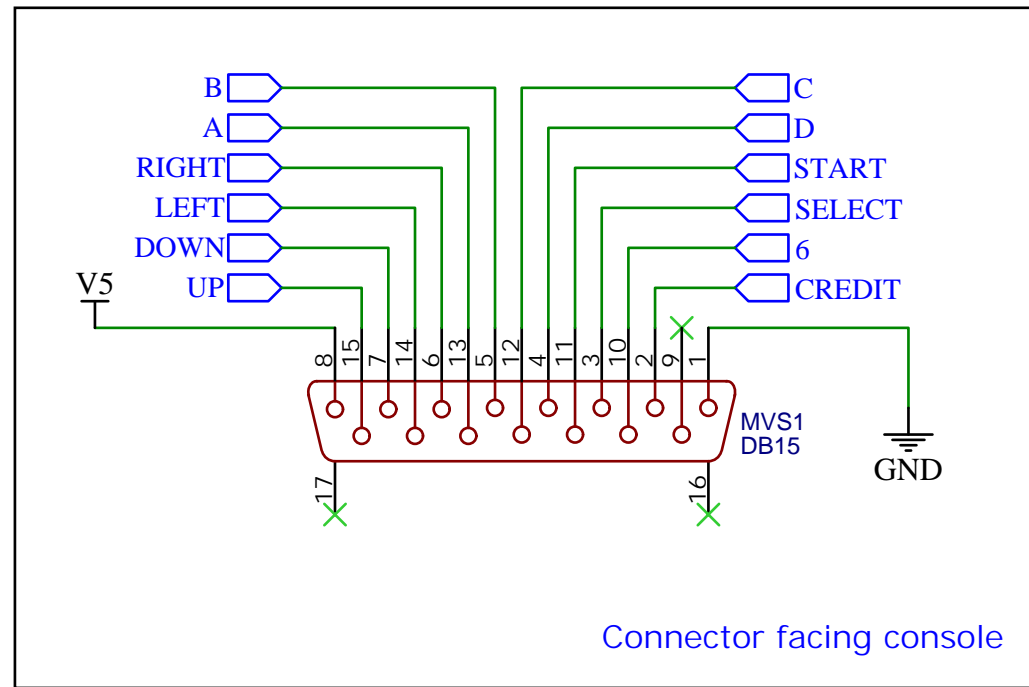 B
C
A
D
RIGHT
START
LEFT
SELECT
DOWN
6
UP
CREDIT
V5
8
15
7
14
6
13
5
12
4
11
3
10
2
9
1
MVS1
DB15
GND
17
16
Connector facing console